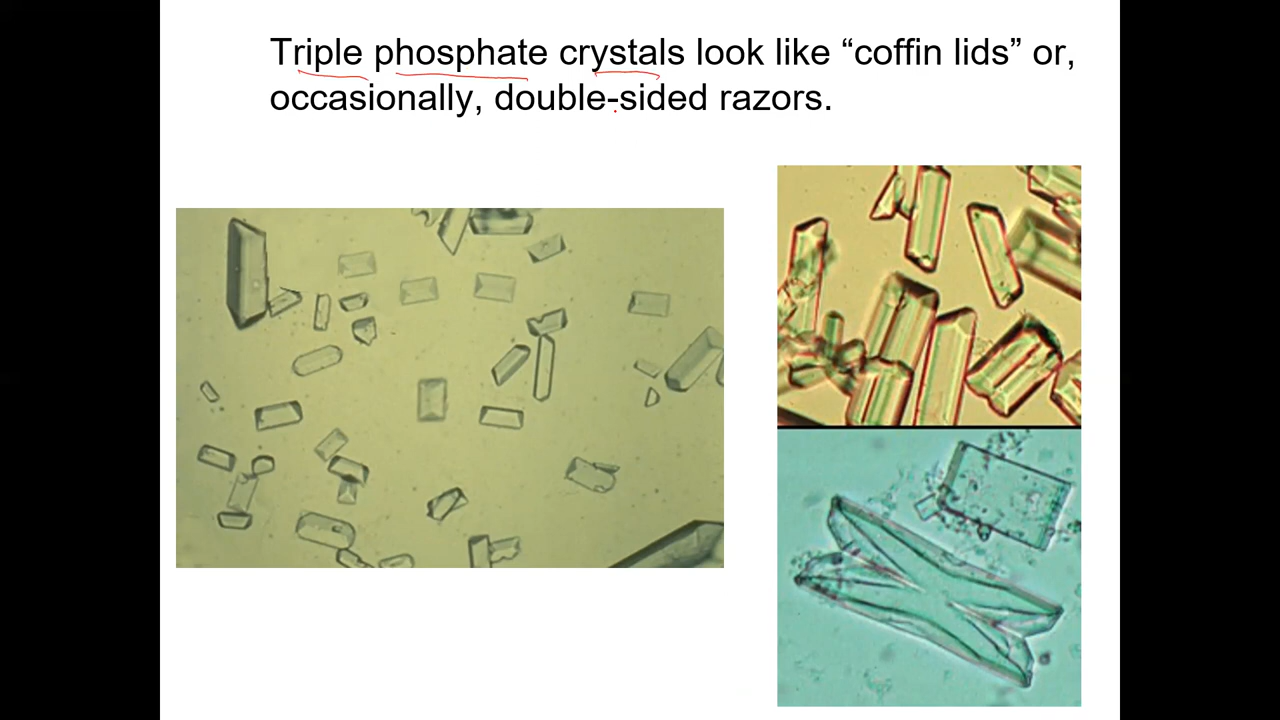 Triple phosphate crystals look like “coffin lids” or,
occasionally, double-sided razors.